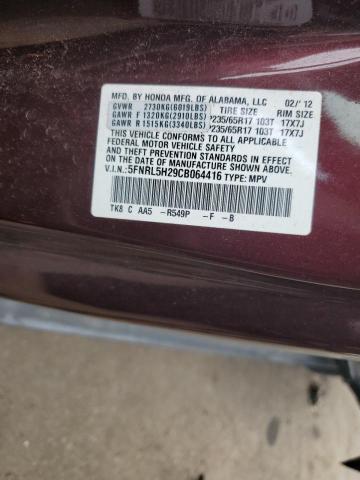 MFD. BY HONDA MFG. OF ALABAMA, LLC 02/'12
GVWR 2730KG(6019LBS) TIRE SIZE RIM SIZE
GAWR F 1320KG(2910LBS) P235/65R17 103T 17X7J
GAWR R 1515KG(3340LBS) P235/65R17 103T 17X7J
THIS VEHICLE CONFORMS TO ALL APPLICABLE
FEDERAL MOTOR VEHICLE SAFETY AND THEFT
PREVENTION STANDARDS IN EFFECT ON THE DATE
OF MANUFACTURE SHOWN ABOVE.
V.I.N.:5FNRL5H29CB064416 TYPE: MPV
TK8 C AA5 -R549P -F -B